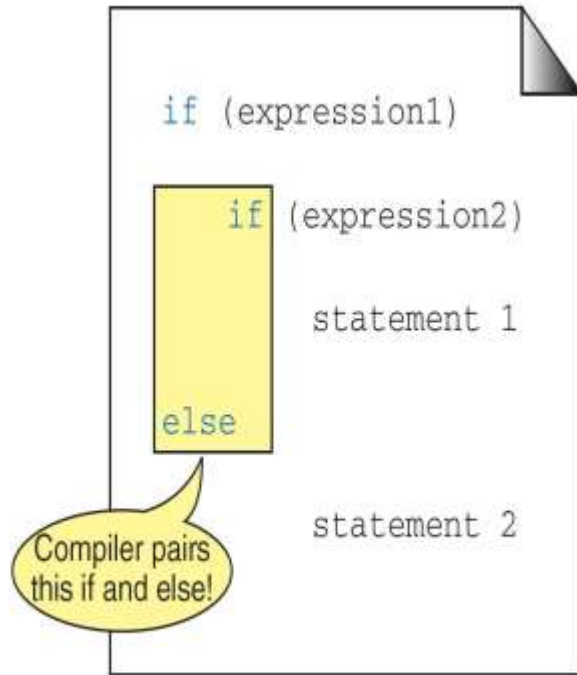 if (expression1)
if (expression2)
statement 1
else
statement 2
Compiler pairs
this if and else!